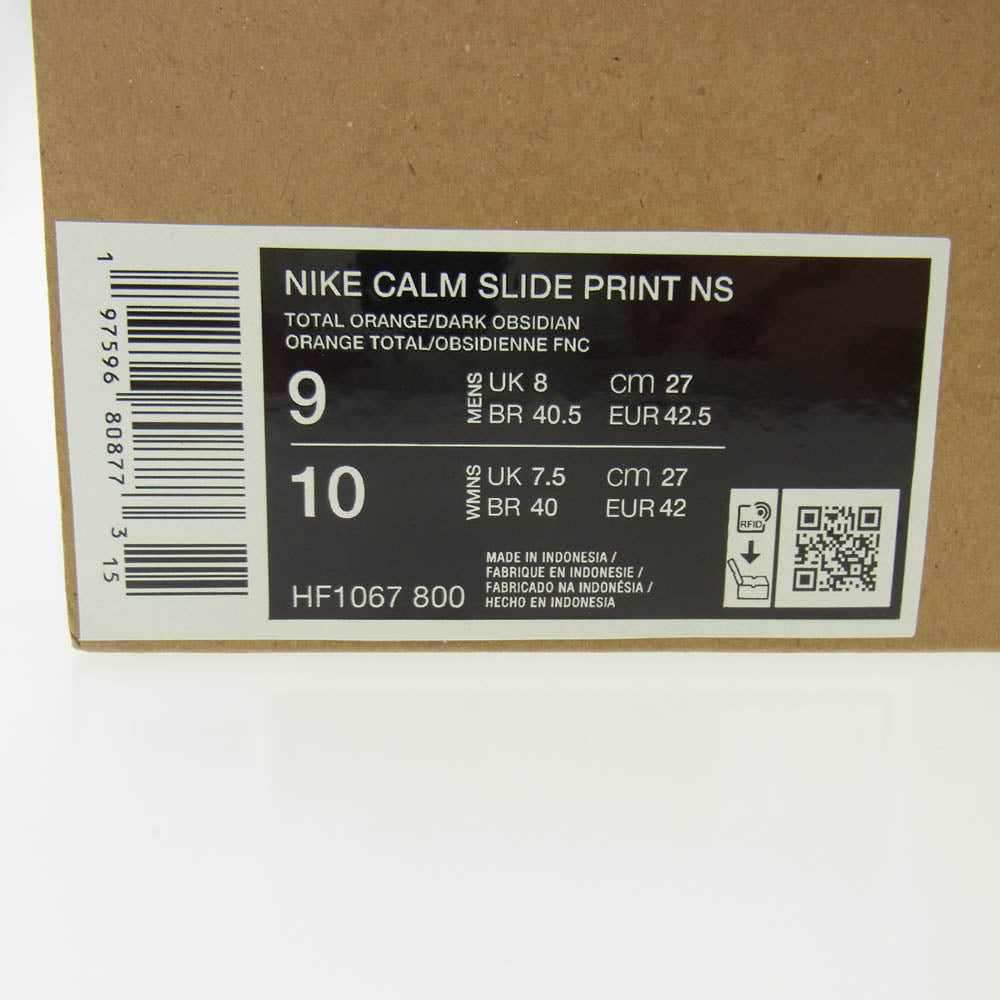 1 97596 80877 3 15
NIKE CALM SLIDE PRINT NS
TOTAL ORANGE/DARK OBSIDIAN
ORANGE TOTAL/OBSIDIENNE FNC
9 MENS UK 8 cm 27
BR 40.5 EUR 42.5
10 WMNS UK 7.5 cm 27
BR 40 EUR 42
HF1067 800
MADE IN INDONESIA /
FABRIQUE EN INDONESIE /
FABRICADO NA INDONÉSIA /
HECHO EN INDONESIA
RFID